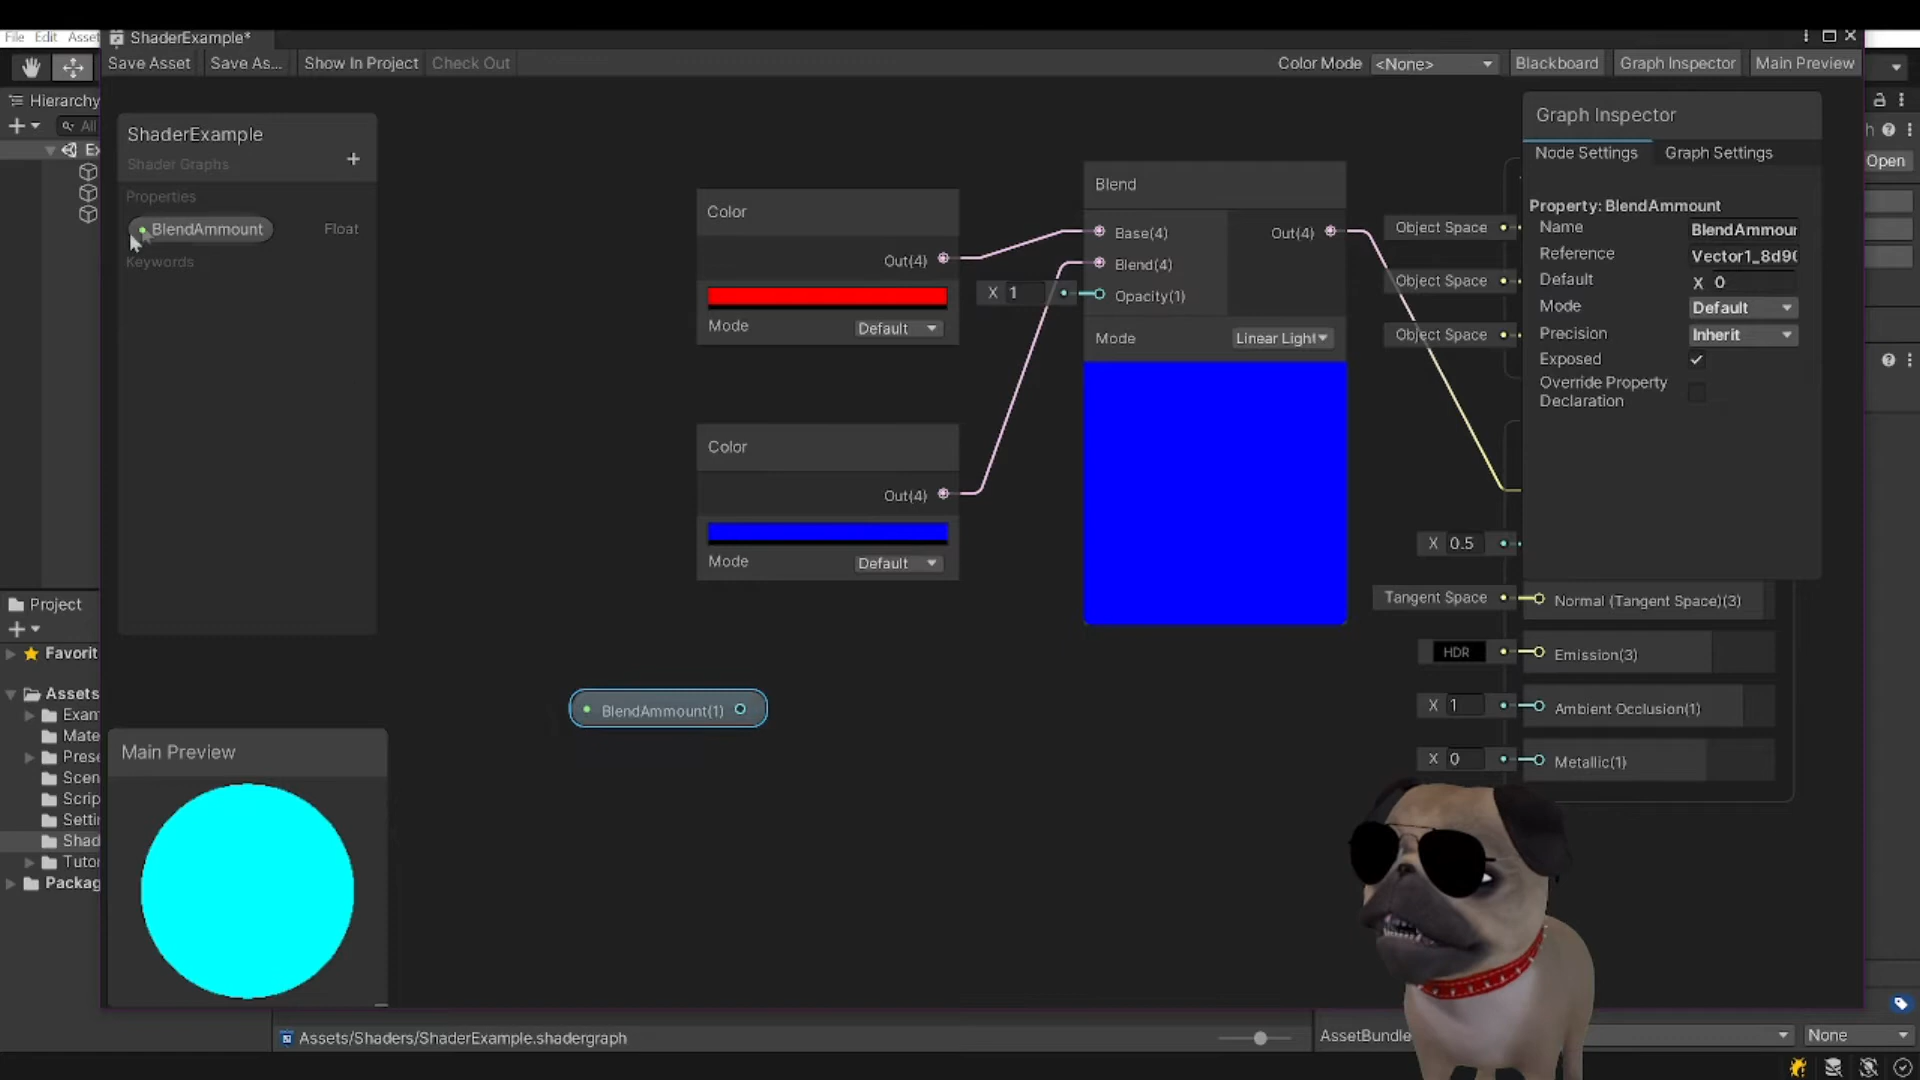 File Edit Asset
ShaderExample*
Save Asset Save As... Show In Project Check Out Color Mode <None> Blackboard Graph Inspector Main Preview
Hierarchy
All
ShaderExample
Shader Graphs
Properties
BlendAmmount Float
Keywords
Color
Out(4)
Mode Default
Color
Out(4)
Mode Default
BlendAmmount(1)
Blend
Base(4) Out(4)
Blend(4)
X 1 Opacity(1)
Mode Linear Light
Object Space
Object Space
Object Space
X 0.5
Tangent Space Normal (Tangent Space)(3)
HDR Emission(3)
X 1 Ambient Occlusion(1)
X 0 Metallic(1)
Graph Inspector
Node Settings Graph Settings
Property: BlendAmmount
Name BlendAmmour
Reference Vector1_8d9
Default X 0
Mode Default
Precision Inherit
Exposed
Override Property
Declaration
Open
Project
Favorit
Assets
Exam
Mate
Prese
Scen
Scrip
Setti
Shad
Tutor
Packag
Main Preview
Assets/Shaders/ShaderExample.shadergraph
AssetBundle None